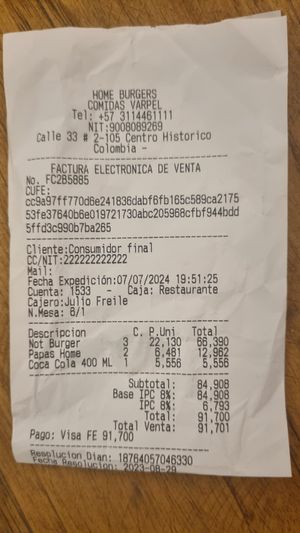 HOME BURGERS
COMIDAS VARPEL
Tel: +57 3114461111
NIT:9008089269
Calle 33 # 2-105 Centro Historico
Colombia -
FACTURA ELECTRONICA DE VENTA
No. FC2B5885
CUFE:
cc9a97ff770d6e241836dabf6fb165c589ca2175
53fe37640b6e019721730abc205968cfbf944bdd
5ffd3c990b7ba265
Cliente:Consumidor final
CC/NIT:222222222222
Mail:
Fecha Expedición:07/07/2024 19:51:25
Cuenta: 1533 - Caja: Restaurante
Cajero:Julio Freile
N.Mesa: 8/1
Descripcion C. P.Uni Total
Not Burger 3 22,130 66,390
Papas Home 2 6,481 12,962
Coca Cola 400 ML 1 5,556 5,556
Subtotal: 84,908
Base IPC 8%: 84,908
IPC 8%: 6,793
Total: 91,700
Total Venta: 91,701
Pago: Visa FE 91,700
Resolucion Dian: 18764057046330
Fecha Resolucion: 2023-08-29